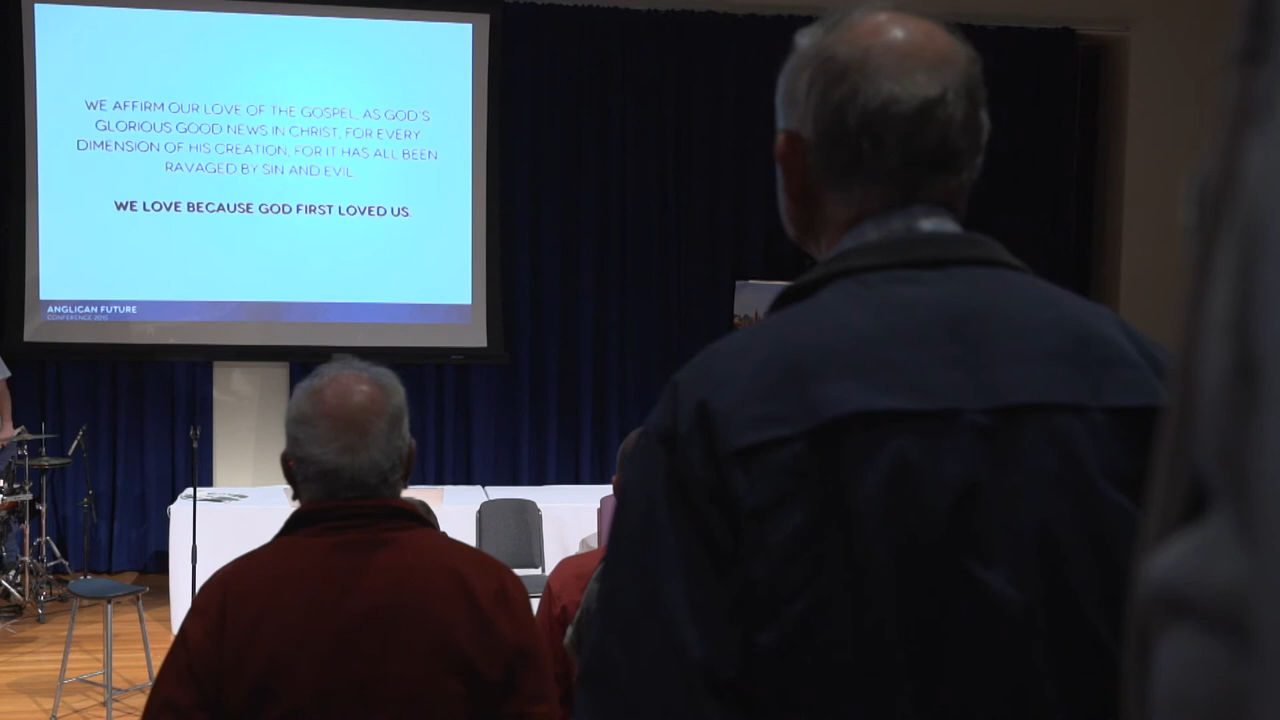 WE AFFIRM OUR LOVE OF THE GOSPEL, AS GOD'S
GLORIOUS GOOD NEWS IN CHRIST, FOR EVERY
DIMENSION OF HIS CREATION, FOR IT HAS ALL BEEN
RAVAGED BY SIN AND EVIL.
WE LOVE BECAUSE GOD FIRST LOVED US.
ANGLICAN FUTURE
CONFERENCE 2015